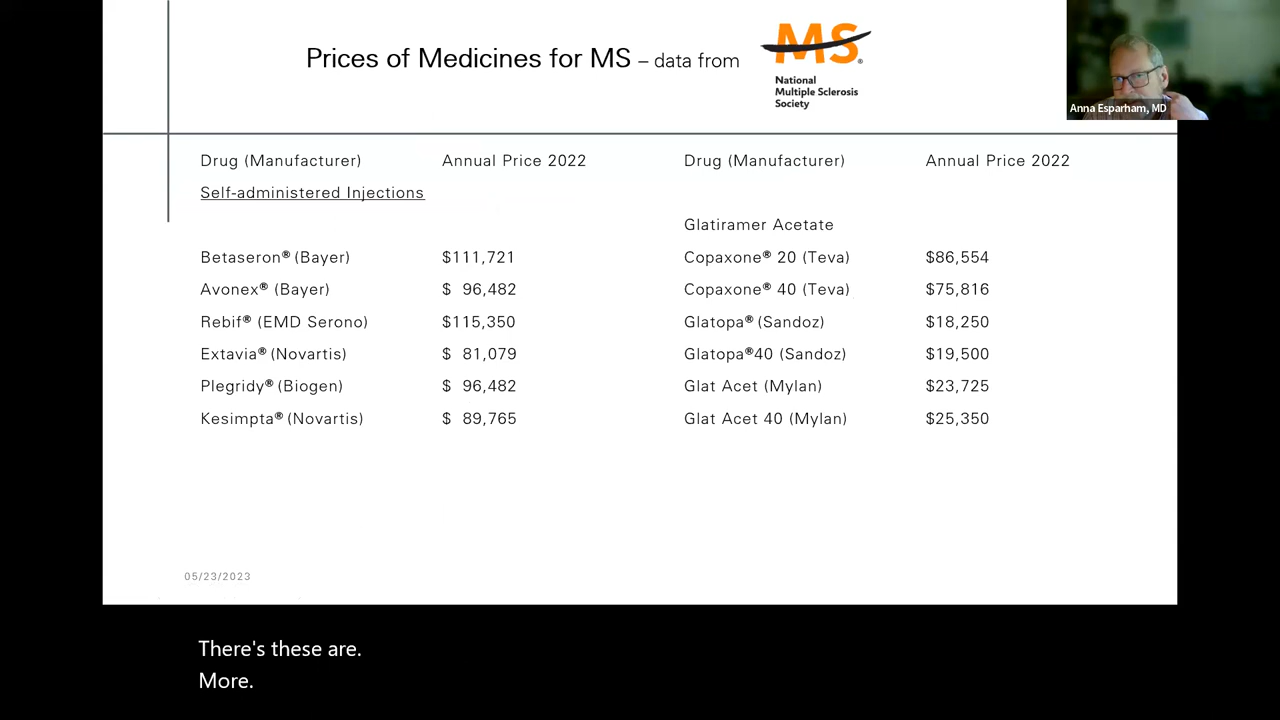 Prices of Medicines for MS – data from
MS®
National
Multiple Sclerosis
Society
Anna Esparham, MD
Drug (Manufacturer) Annual Price 2022 Drug (Manufacturer) Annual Price 2022
Self-administered Injections
Glatiramer Acetate
Betaseron® (Bayer) $111,721 Copaxone® 20 (Teva) $86,554
Avonex® (Bayer) $ 96,482 Copaxone® 40 (Teva) $75,816
Rebif® (EMD Serono) $115,350 Glatopa® (Sandoz) $18,250
Extavia® (Novartis) $ 81,079 Glatopa®40 (Sandoz) $19,500
Plegridy® (Biogen) $ 96,482 Glat Acet (Mylan) $23,725
Kesimpta® (Novartis) $ 89,765 Glat Acet 40 (Mylan) $25,350
05/23/2023
There's these are.
More.